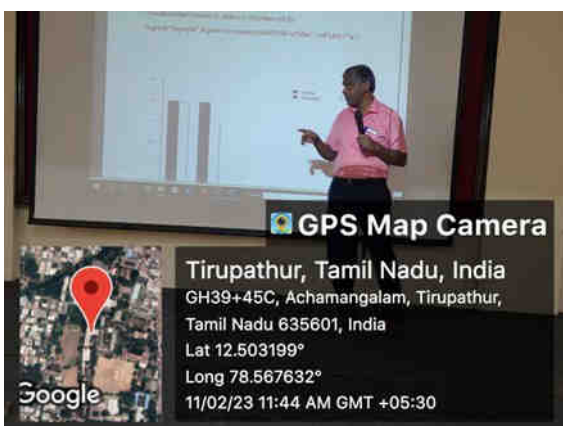 GPS Map Camera
Tirupathur, Tamil Nadu, India
GH39+45C, Achamangalam, Tirupathur,
Tamil Nadu 635601, India
Lat 12.503199°
Long 78.567632°
11/02/23 11:44 AM GMT +05:30
Google